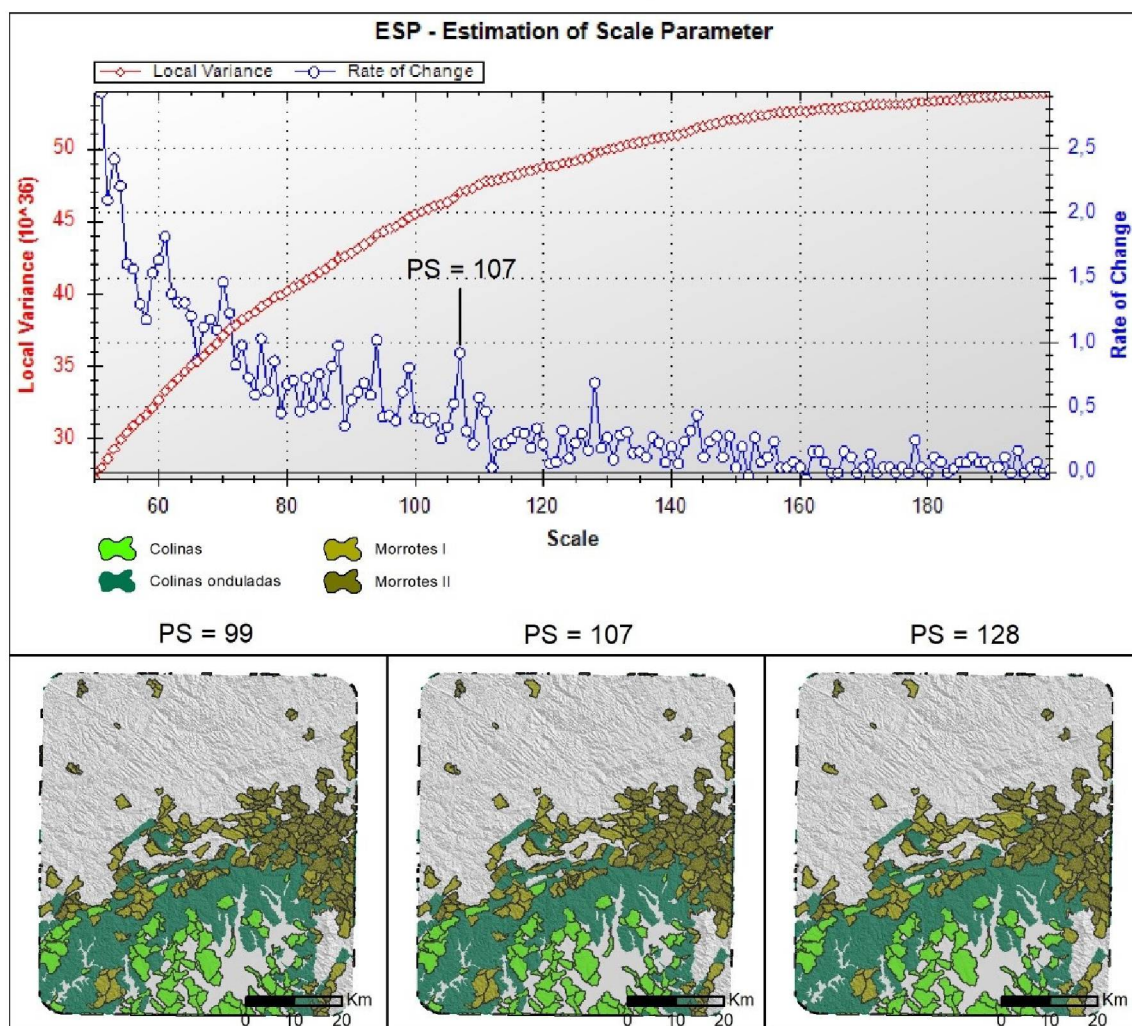 ESP - Estimation of Scale Parameter
Local Variance Rate of Change
Local Variance (10^36)
50
45
40
35
30
PS = 107
2,5
2,0
1,5
1,0
0,5
0,0
Rate of Change
60 80 100 120 140 160 180
Scale
Colinas Morrotes I
Colinas onduladas Morrotes II
PS = 99 PS = 107 PS = 128
Km Km Km
0 10 20 0 10 20 0 10 20